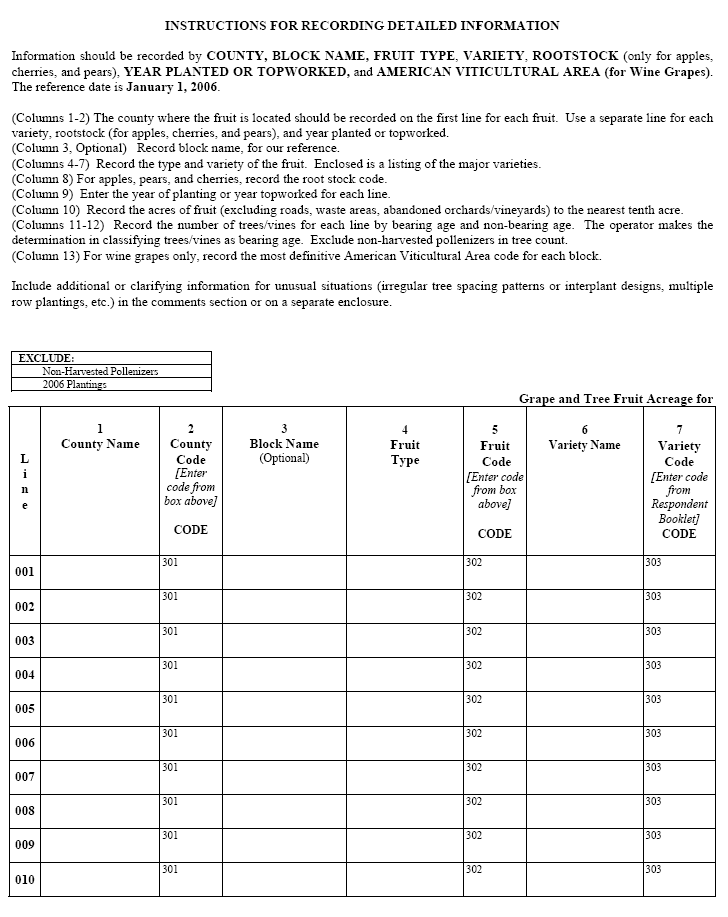 INSTRUCTIONS FOR RECORDING DETAILED INFORMATION
Information should be recorded by COUNTY, BLOCK NAME, FRUIT TYPE, VARIETY, ROOTSTOCK (only for apples,
cherries, and pears), YEAR PLANTED OR TOPWORKED, and AMERICAN VITICULTURAL AREA (for Wine Grapes).
The reference date is January 1, 2006.
(Columns 1-2) The county where the fruit is located should be recorded on the first line for each fruit. Use a separate line for each
variety, rootstock (for apples, cherries, and pears), and year planted or topworked.
(Column 3, Optional) Record block name, for our reference.
(Columns 4-7) Record the type and variety of the fruit. Enclosed is a listing of the major varieties.
(Column 8) For apples, pears, and cherries, record the root stock code.
(Column 9) Enter the year of planting or year topworked for each line.
(Column 10) Record the acres of fruit (excluding roads, waste areas, abandoned orchards/vineyards) to the nearest tenth acre.
(Columns 11-12) Record the number of trees/vines for each line by bearing age and non-bearing age. The operator makes the
determination in classifying trees/vines as bearing age. Exclude non-harvested pollenizers in tree count.
(Column 13) For wine grapes only, record the most definitive American Viticultural Area code for each block.
Include additional or clarifying information for unusual situations (irregular tree spacing patterns or interplant designs, multiple
row plantings, etc.) in the comments section or on a separate enclosure.
EXCLUDE:
Non-Harvested Pollenizers
2006 Plantings
Grape and Tree Fruit Acreage for
L
i
n
e
1
County Name
2
County
Code
[Enter
code from
box above]
CODE
3
Block Name
(Optional)
4
Fruit
Type
5
Fruit
Code
[Enter code
from box
above]
CODE
6
Variety Name
7
Variety
Code
[Enter code
from
Respondent
Booklet]
CODE
001 301 302 303
002 301 302 303
003 301 302 303
004 301 302 303
005 301 302 303
006 301 302 303
007 301 302 303
008 301 302 303
009 301 302 303
010 301 302 303